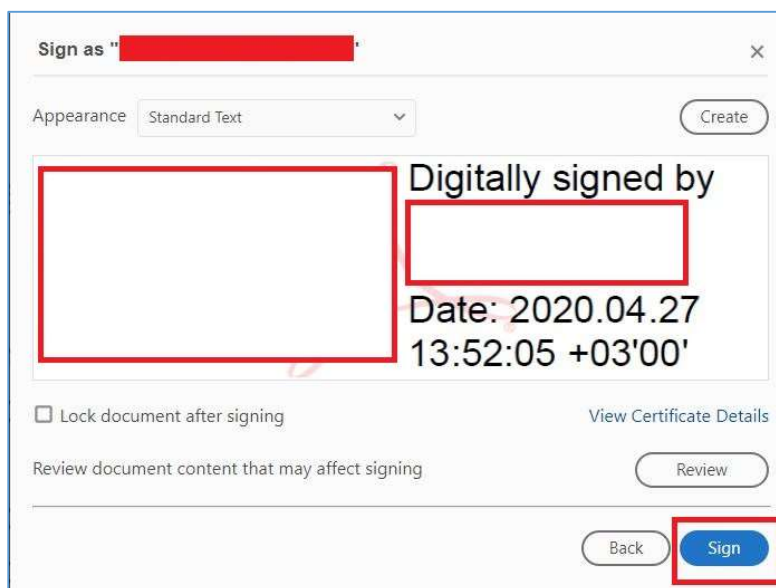 Sign as "
Appearance Standard Text Create
Digitally signed by
Date: 2020.04.27
13:52:05 +03'00'
Lock document after signing View Certificate Details
Review document content that may affect signing Review
Back Sign